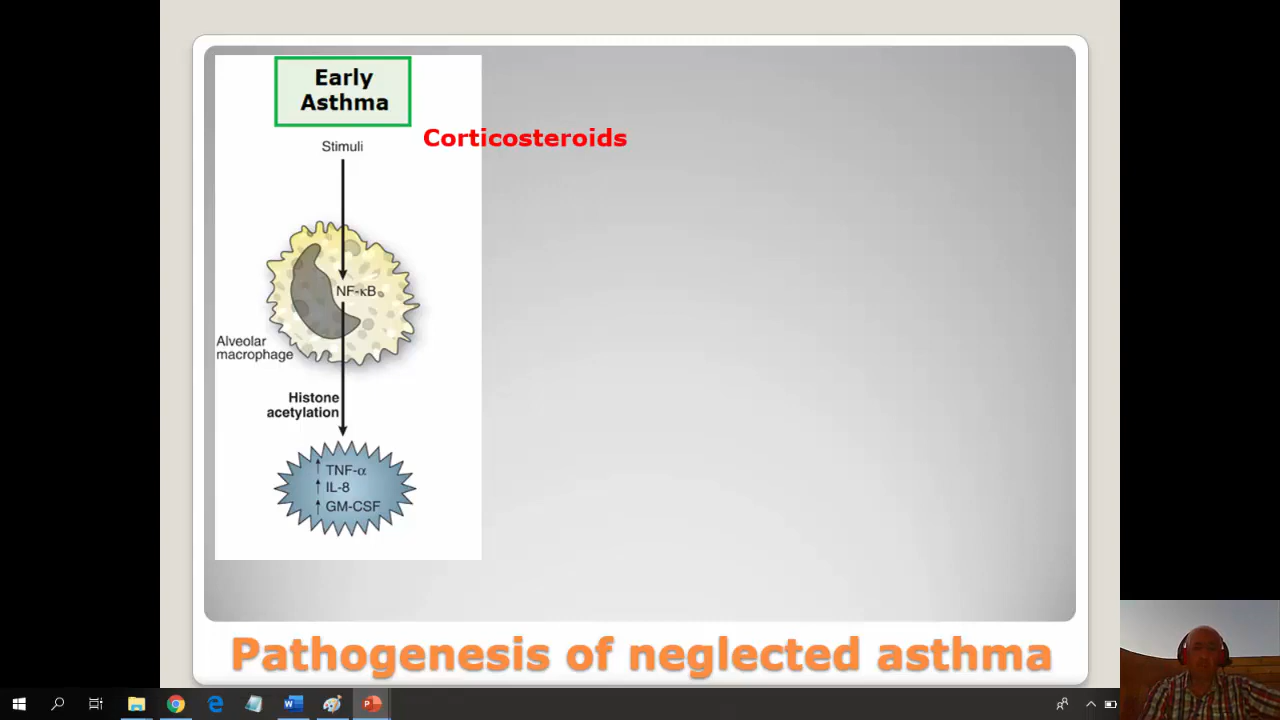 Early
Asthma
Corticosteroids
Stimuli
NF-κB
Alveolar
macrophage
Histone
acetylation
↑ TNF-α
↑ IL-8
↑ GM-CSF
Pathogenesis of neglected asthma